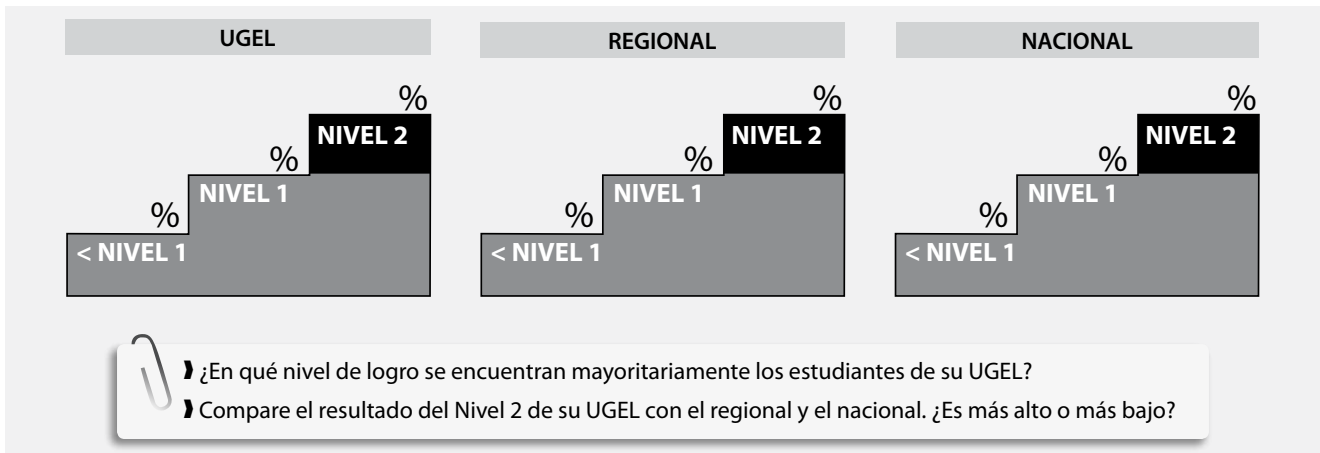 UGEL
%
NIVEL 2
%
NIVEL 1
%
< NIVEL 1
REGIONAL
%
NIVEL 2
%
NIVEL 1
%
< NIVEL 1
NACIONAL
%
NIVEL 2
%
NIVEL 1
%
< NIVEL 1
¿En qué nivel de logro se encuentran mayoritariamente los estudiantes de su UGEL?
Compare el resultado del Nivel 2 de su UGEL con el regional y el nacional. ¿Es más alto o más bajo?